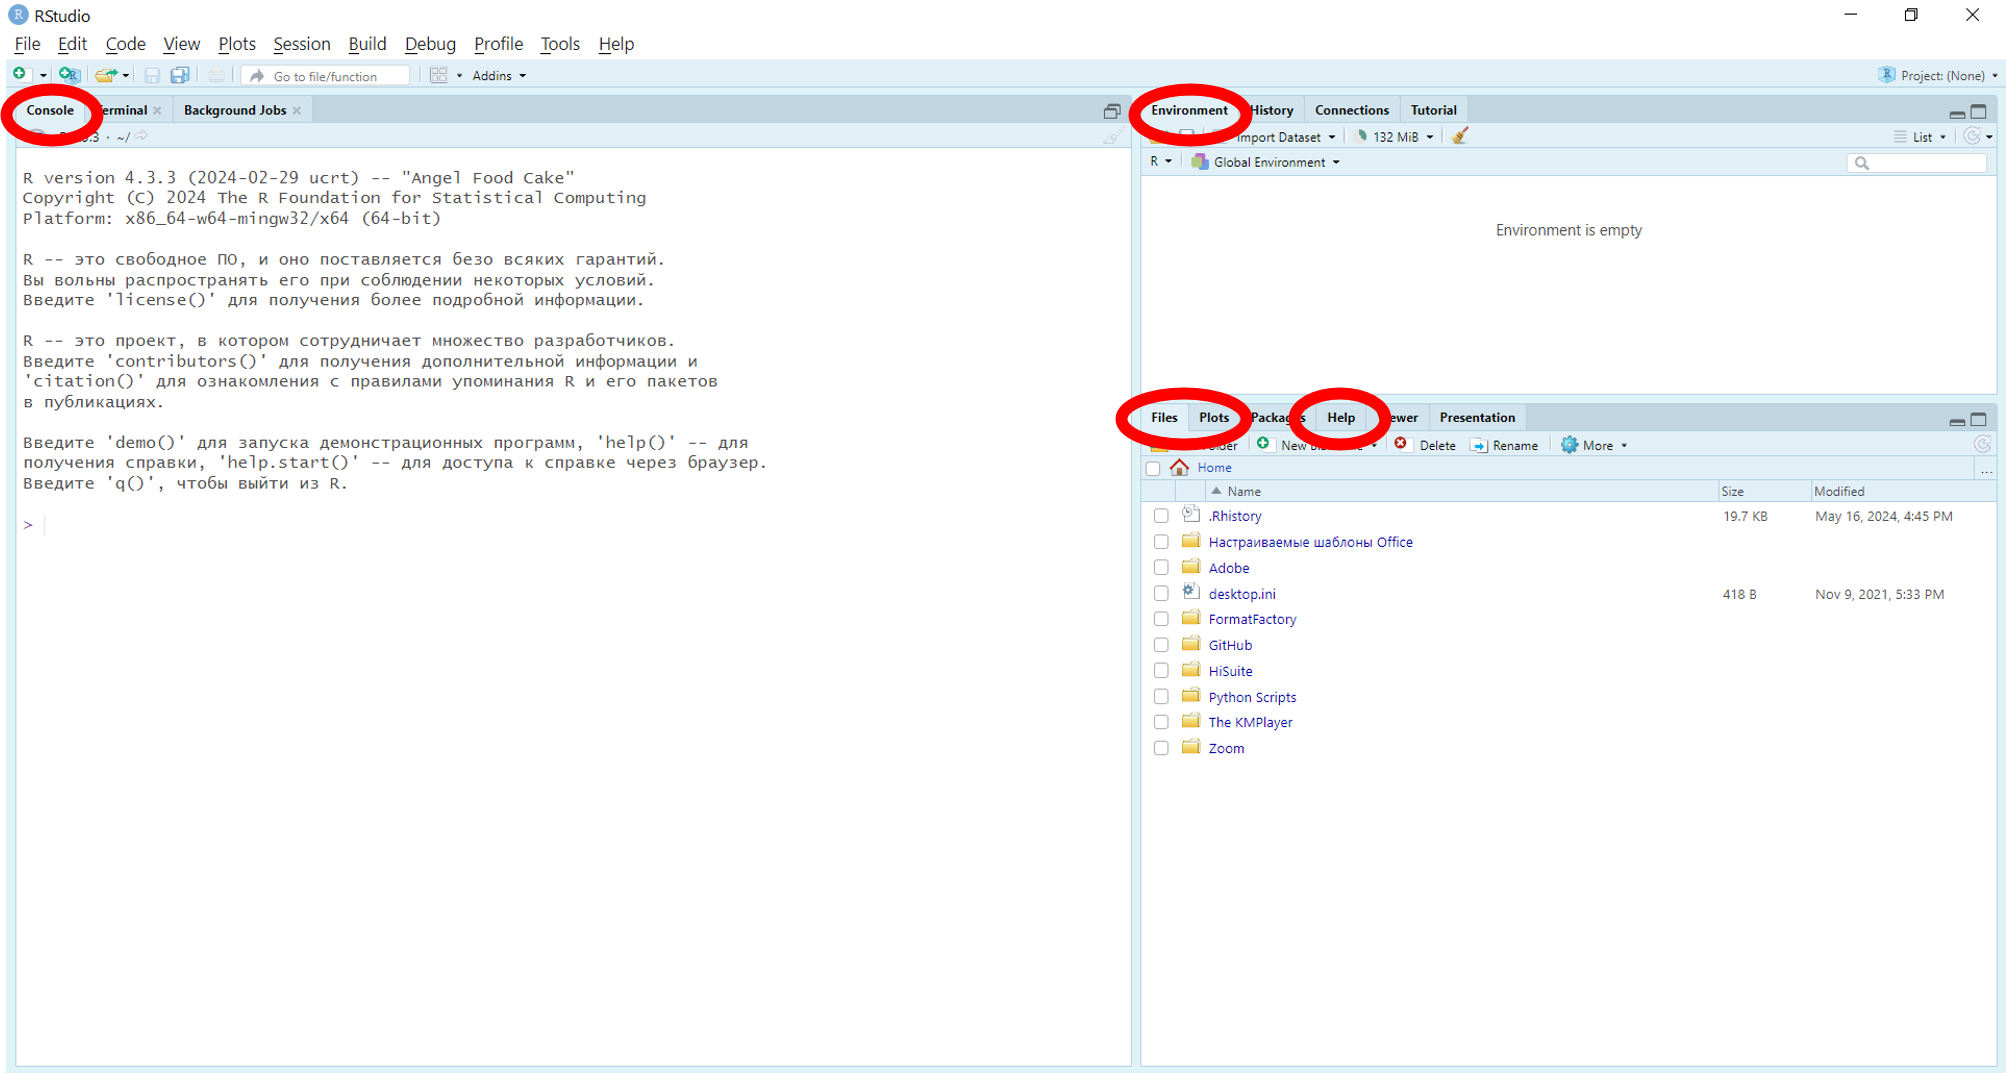 RStudio
File Edit Code View Plots Session Build Debug Profile Tools Help
Go to file/function Addins Project: (None)
Console Terminal Background Jobs
~/
R version 4.3.3 (2024-02-29 ucrt) -- "Angel Food Cake"
Copyright (C) 2024 The R Foundation for Statistical Computing
Platform: x86_64-w64-mingw32/x64 (64-bit)
R -- это свободное ПО, и оно поставляется безо всяких гарантий.
Вы вольны распространять его при соблюдении некоторых условий.
Введите 'license()' для получения более подробной информации.
R -- это проект, в котором сотрудничает множество разработчиков.
Введите 'contributors()' для получения дополнительной информации и
'citation()' для ознакомления с правилами упоминания R и его пакетов
в публикациях.
Введите 'demo()' для запуска демонстрационных программ, 'help()' -- для
получения справки, 'help.start()' -- для доступа к справке через браузер.
Введите 'q()', чтобы выйти из R.
>
Environment History Connections Tutorial
Import Dataset 132 MiB List
R Global Environment
Environment is empty
Files Plots Packages Help Viewer Presentation
New Delete Rename More
Home ...
Name Size Modified
.Rhistory 19.7 KB May 16, 2024, 4:45 PM
Настраиваемые шаблоны Office
Adobe
desktop.ini 418 B Nov 9, 2021, 5:33 PM
FormatFactory
GitHub
HiSuite
Python Scripts
The KMPlayer
Zoom